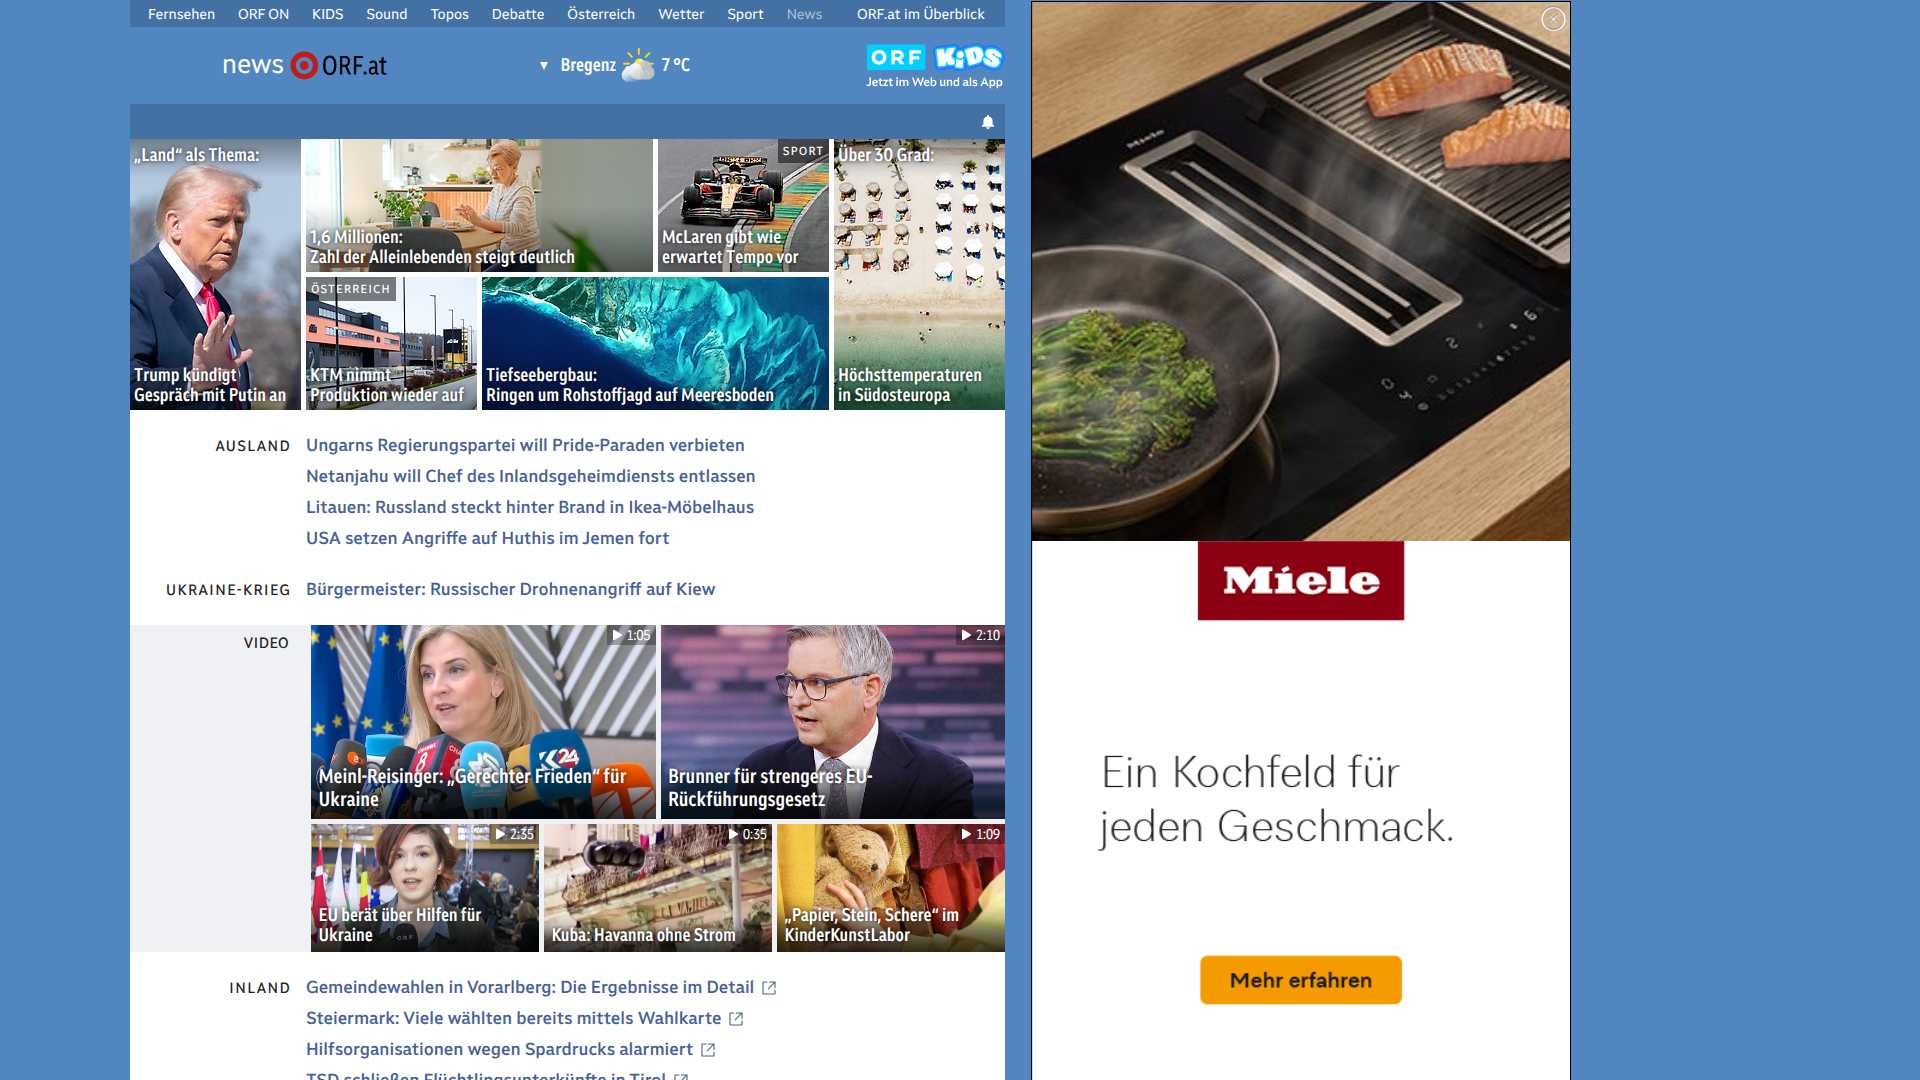 Fernsehen ORF ON KIDS Sound Topos Debatte Österreich Wetter Sport News ORF.at im Überblick
news ORF.at
▼ Bregenz 7 ºC
ORF KiDS
Jetzt im Web und als App
„Land“ als Thema:
Trump kündigt
Gespräch mit Putin an
1,6 Millionen:
Zahl der Alleinlebenden steigt deutlich
SPORT
McLaren gibt wie
erwartet Tempo vor
Über 30 Grad:
Höchsttemperaturen
in Südosteuropa
ÖSTERREICH
KTM nimmt
Produktion wieder auf
Tiefseebergbau:
Ringen um Rohstoffjagd auf Meeresboden
AUSLAND
Ungarns Regierungspartei will Pride-Paraden verbieten
Netanjahu will Chef des Inlandsgeheimdiensts entlassen
Litauen: Russland steckt hinter Brand in Ikea-Möbelhaus
USA setzen Angriffe auf Huthis im Jemen fort
UKRAINE-KRIEG
Bürgermeister: Russischer Drohnenangriff auf Kiew
VIDEO
1:05
Meinl-Reisinger: „Gerechter Frieden“ für
Ukraine
2:10
Brunner für strengeres EU-
Rückführungsgesetz
2:35
EU berät über Hilfen für
Ukraine
0:35
Kuba: Havanna ohne Strom
1:09
„Papier, Stein, Schere“ im
KinderKunstLabor
INLAND
Gemeindewahlen in Vorarlberg: Die Ergebnisse im Detail
Steiermark: Viele wählten bereits mittels Wahlkarte
Hilfsorganisationen wegen Spardrucks alarmiert
TSD schließen Flüchtlingsunterkünfte in Tirol
Miele
Miele
Ein Kochfeld für
jeden Geschmack.
Mehr erfahren